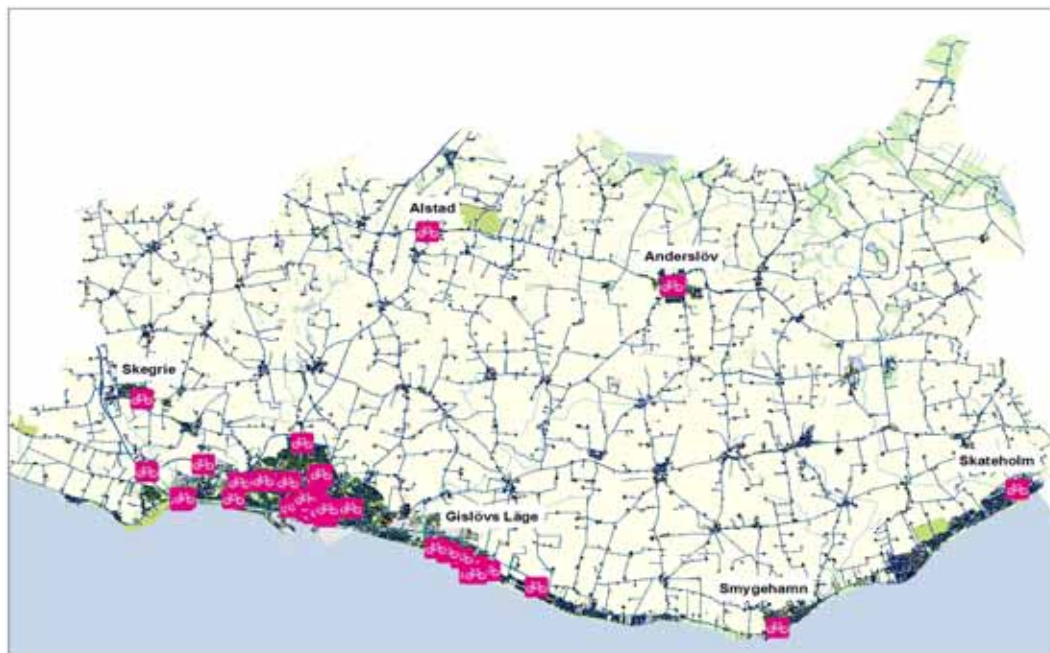 Alstad
Anderslöv
Skegrie
Skateholm
Gislövs Läge
Smygehamn